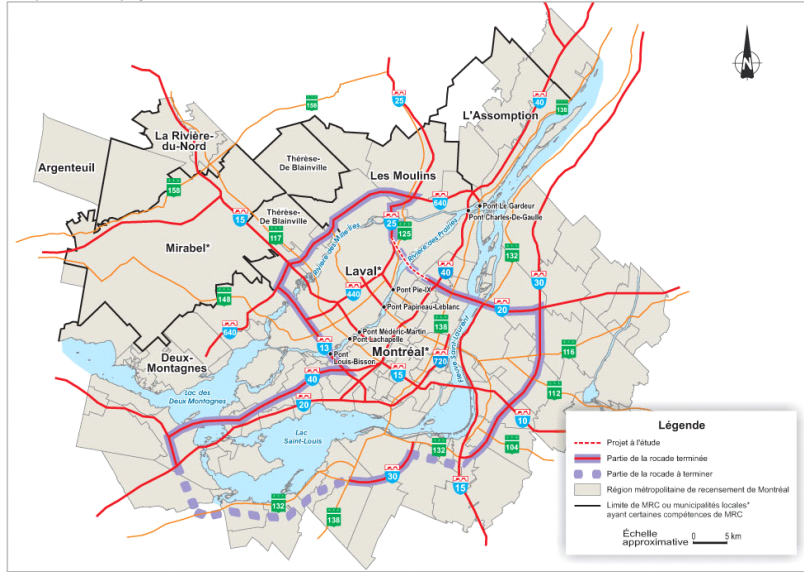 N
L'Assomption
40
138
158
25
La Rivière-
du-Nord
Argenteuil
Thérèse-
De Blainville
Les Moulins
158
15
Thérèse-
De Blainville
117
640
Pont Le Gardeur
Pont Charles-De-Gaulle
25
125
Rivière des Mille-Îles
Rivière des Prairies
132
Mirabel*
Laval*
40
30
440
148
Pont Pie-IX
Pont Papineau-Leblanc
20
640
138
Pont Médéric-Martin
Pont Lachapelle
13
Montréal*
720
Fleuve Saint-Laurent
116
Pont
Louis-Bisson
Deux-
Montagnes
40
15
112
Lac des
Deux Montagnes
20
10
Lac
Saint-Louis
132
104
30
15
132
138
Légende
Projet à l'étude
Partie de la rocade terminée
Partie de la rocade à terminer
Région métropolitaine de recensement de Montréal
Limite de MRC ou municipalités locales*
ayant certaines compétences de MRC
Échelle
approximative 0 5 km